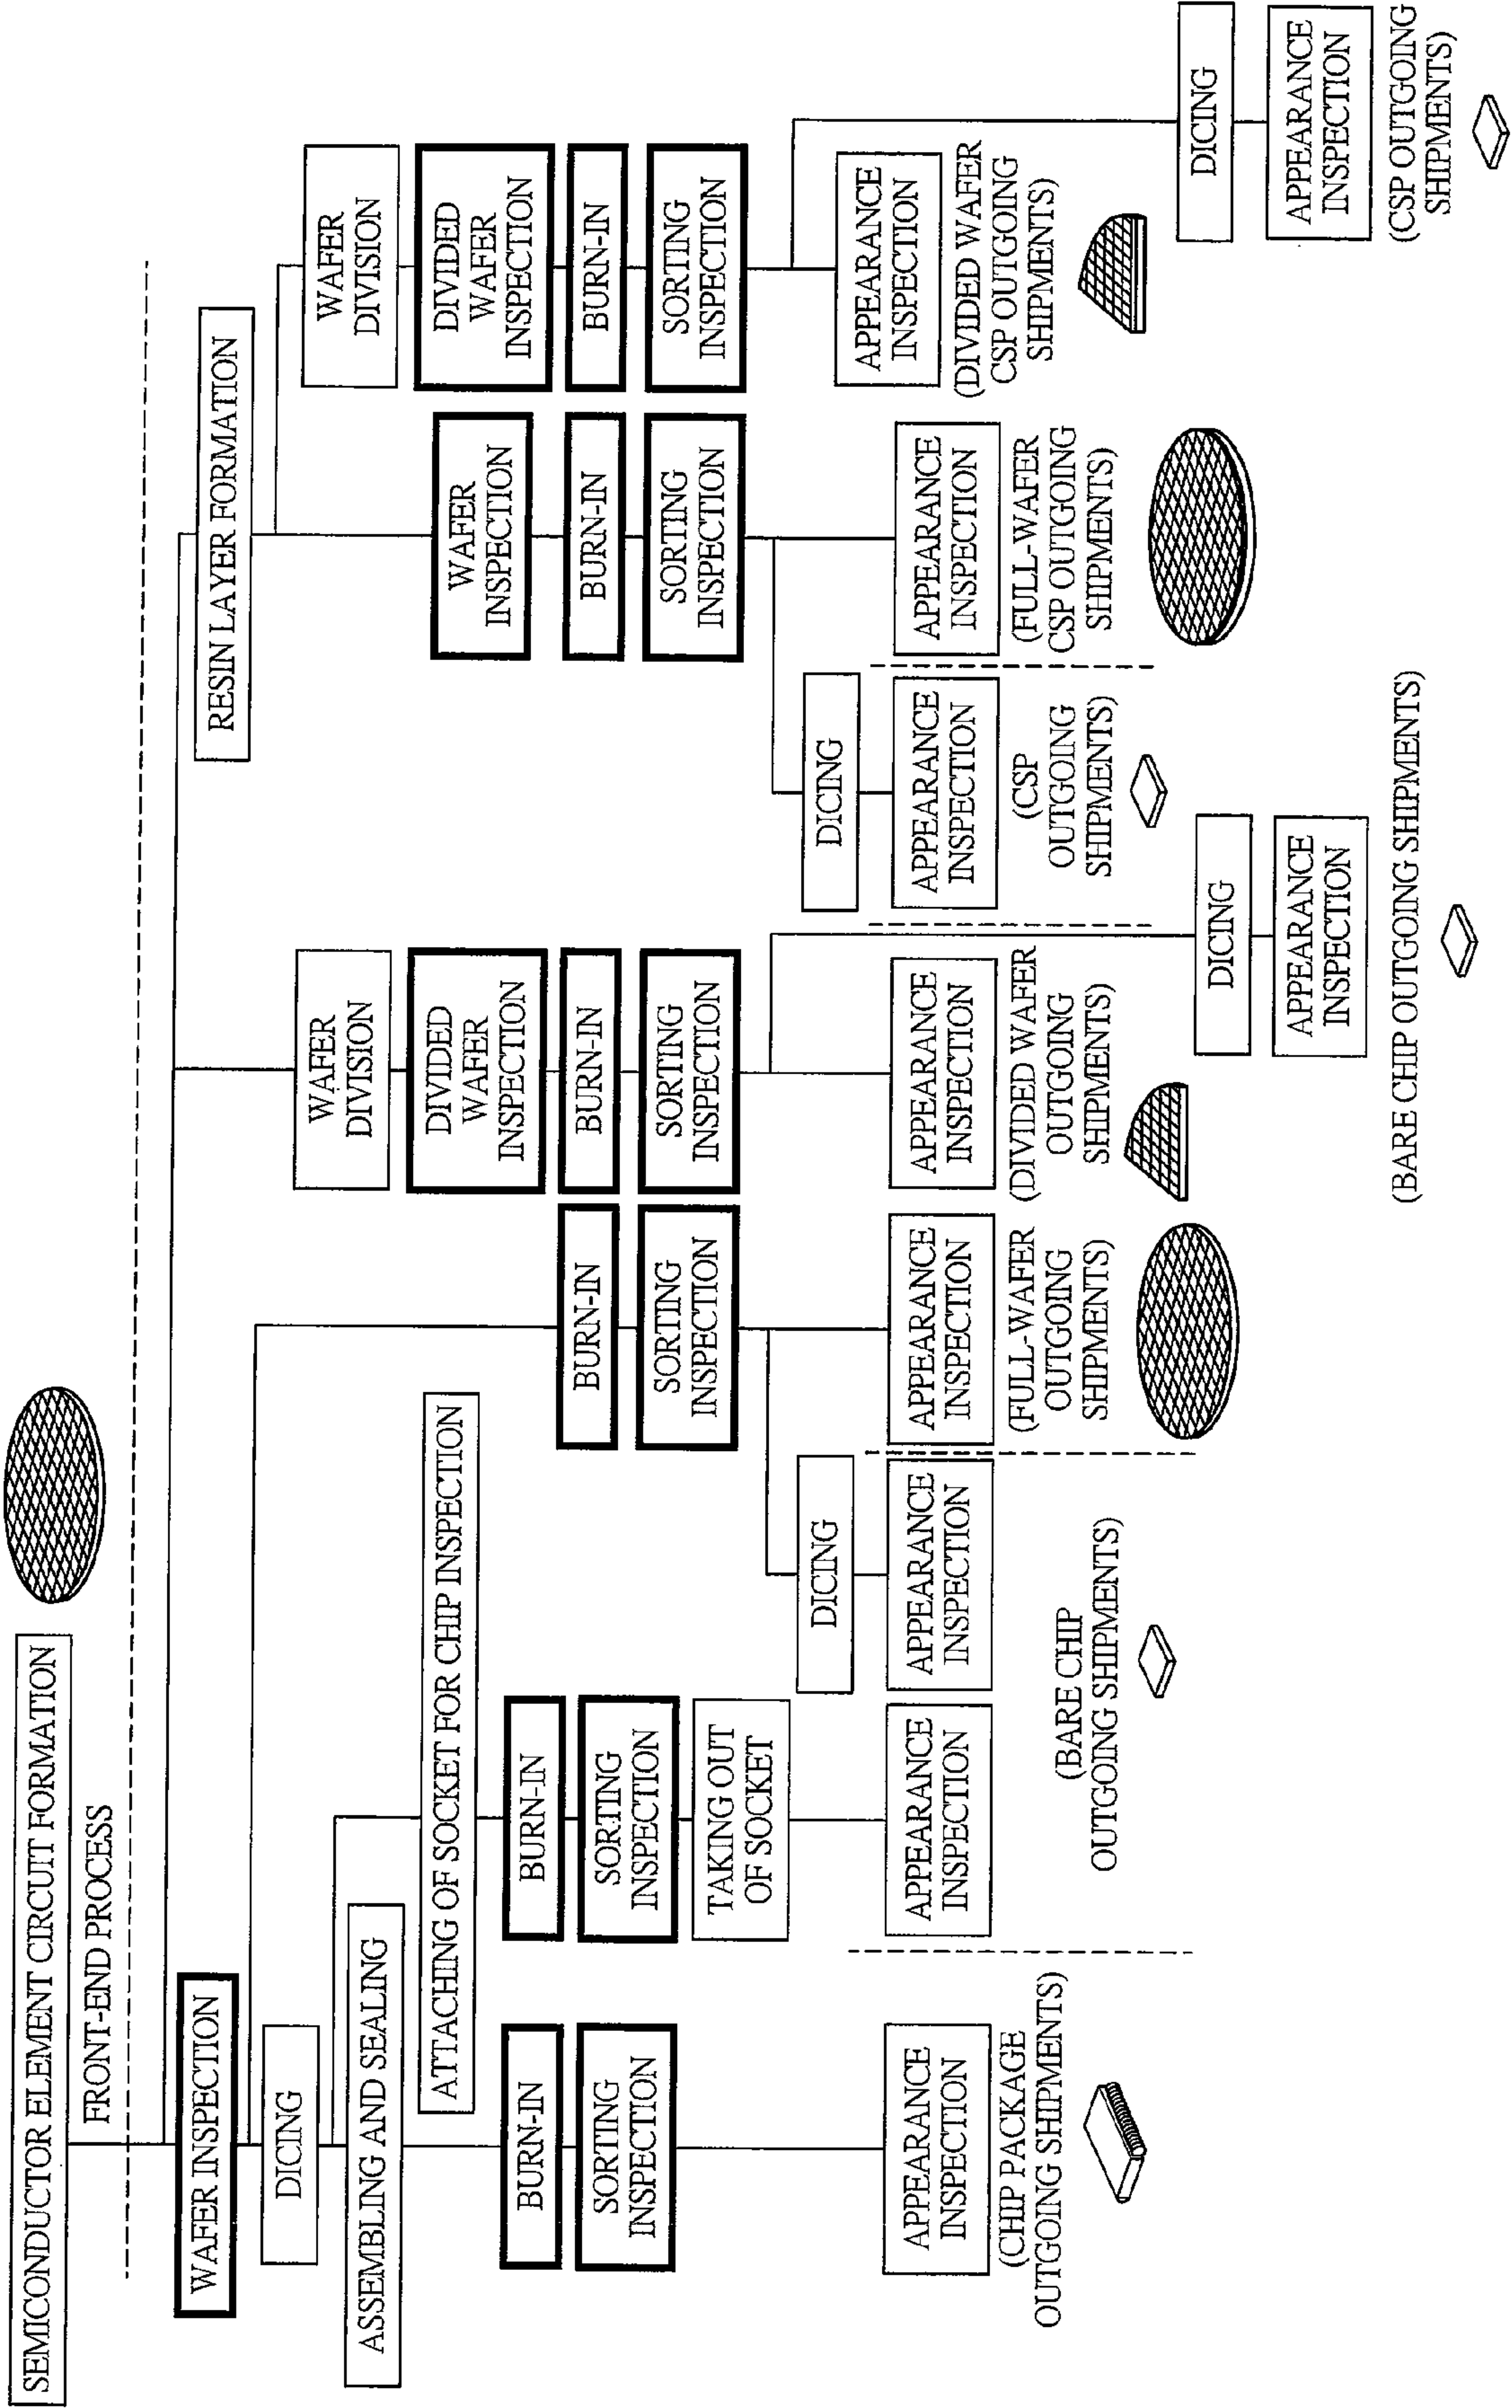 SEMICONDUCTOR ELEMENT CIRCUIT FORMATION
FRONT-END PROCESS
WAFER INSPECTION
DICING
ASSEMBLING AND SEALING
BURN-IN
SORTING
INSPECTION
APPEARANCE
INSPECTION
(CHIP PACKAGE
OUTGOING SHIPMENTS)
ATTACHING OF SOCKET FOR CHIP INSPECTION
BURN-IN
SORTING
INSPECTION
TAKING OUT
OF SOCKET
APPEARANCE
INSPECTION
DICING
APPEARANCE
INSPECTION
(BARE CHIP
OUTGOING SHIPMENTS)
BURN-IN
SORTING
INSPECTION
APPEARANCE
INSPECTION
(FULL-WAFER
OUTGOING
SHIPMENTS)
WAFER
DIVISION
DIVIDED
WAFER
INSPECTION
BURN-IN
SORTING
INSPECTION
APPEARANCE
INSPECTION
(DIVIDED WAFER
OUTGOING
SHIPMENTS)
DICING
APPEARANCE
INSPECTION
(BARE CHIP OUTGOING SHIPMENTS)
RESIN LAYER FORMATION
WAFER
INSPECTION
BURN-IN
SORTING
INSPECTION
DICING
APPEARANCE
INSPECTION
(CSP
OUTGOING
SHIPMENTS)
APPEARANCE
INSPECTION
(FULL-WAFER
CSP OUTGOING
SHIPMENTS)
WAFER
DIVISION
DIVIDED
WAFER
INSPECTION
BURN-IN
SORTING
INSPECTION
APPEARANCE
INSPECTION
(DIVIDED WAFER
CSP OUTGOING
SHIPMENTS)
DICING
APPEARANCE
INSPECTION
(CSP OUTGOING
SHIPMENTS)